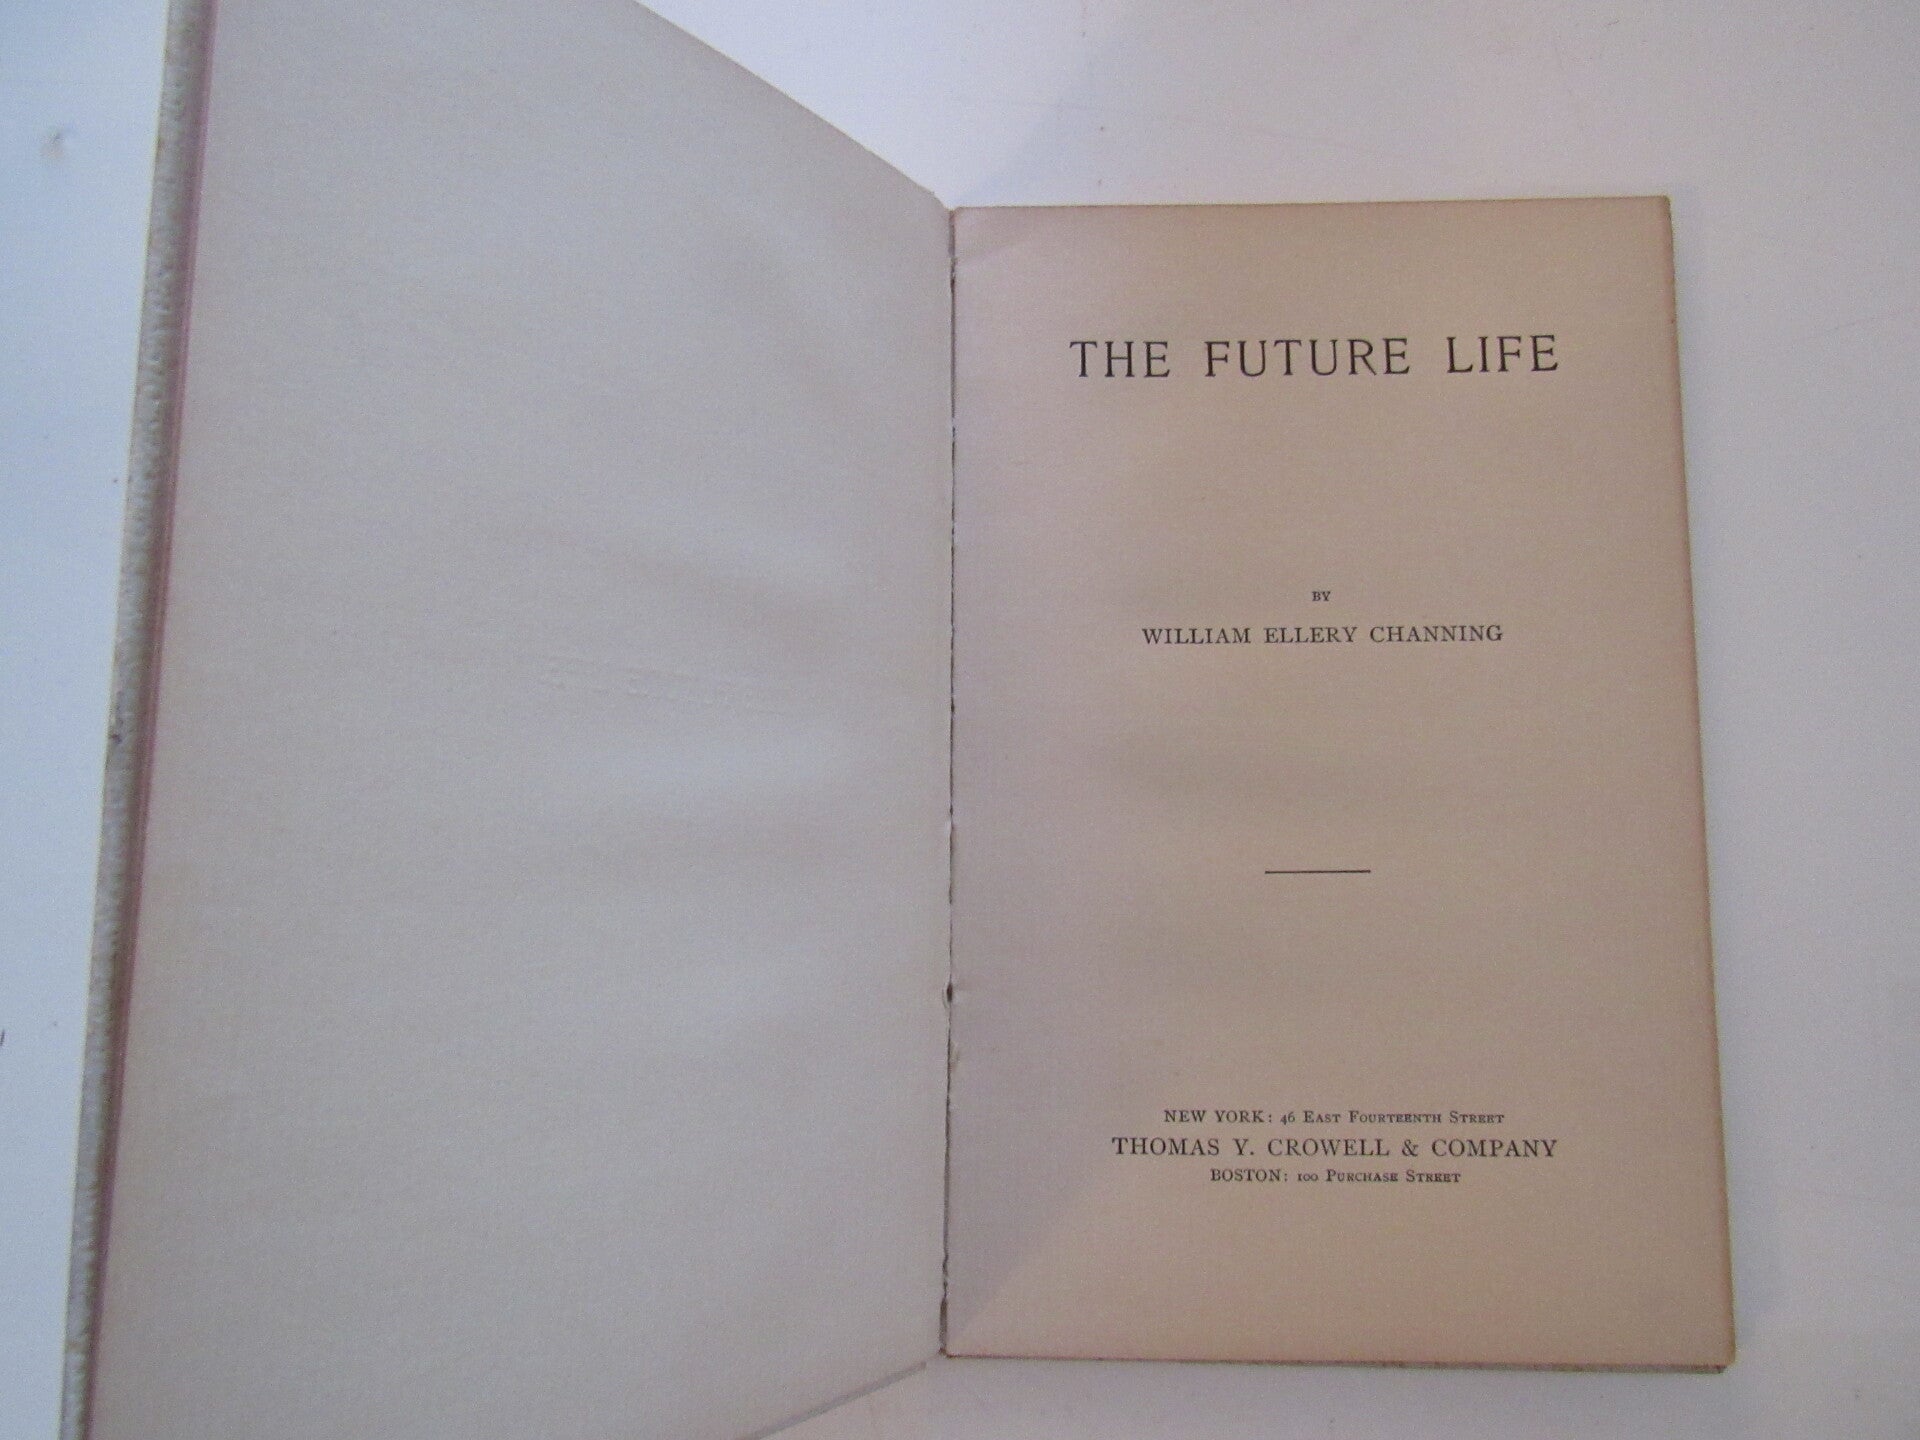 THE FUTURE LIFE
BY
WILLIAM ELLERY CHANNING
NEW YORK: 46 EAST FOURTEENTH STREET
THOMAS Y. CROWELL & COMPANY
BOSTON: 100 PURCHASE STREET